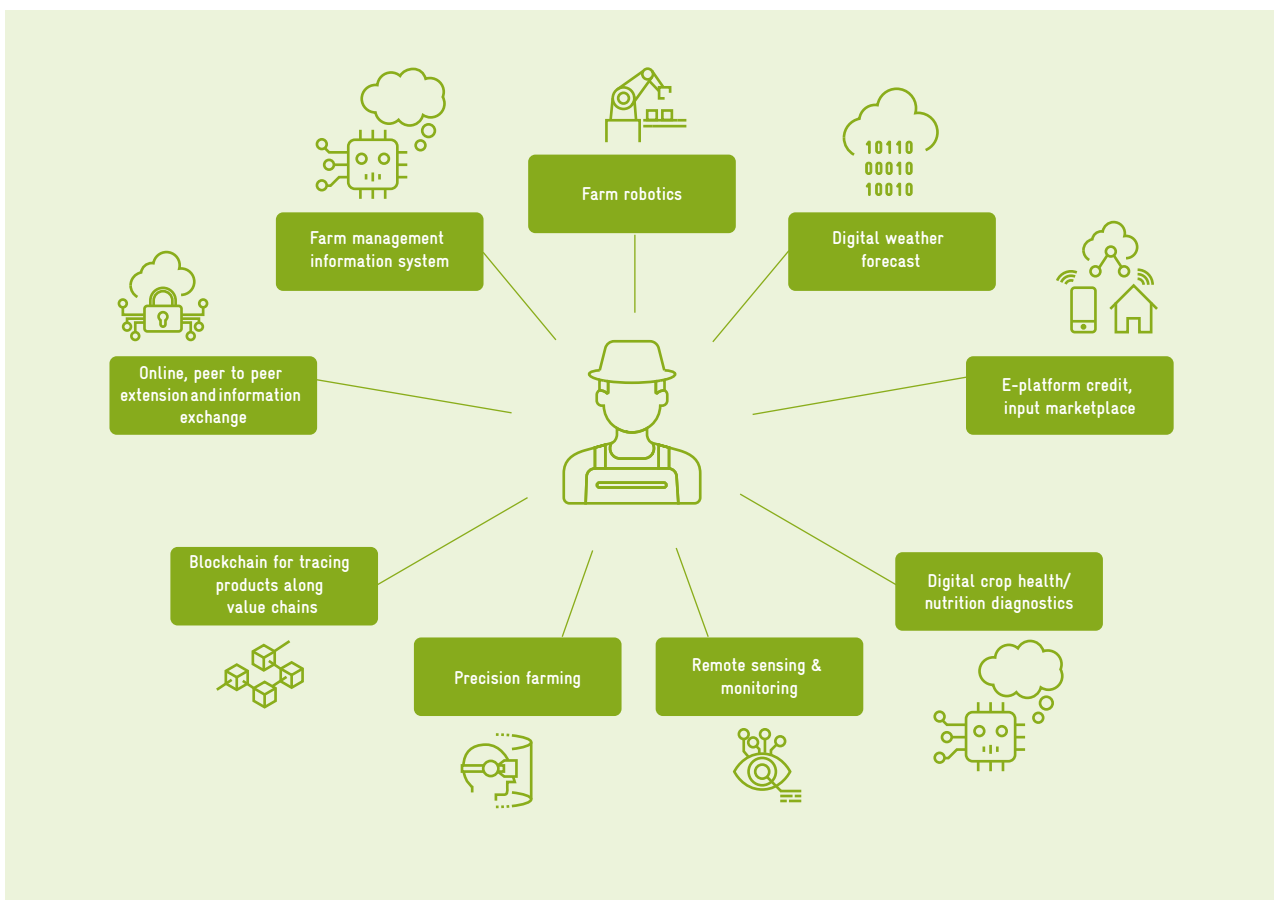 Farm robotics
10110
00010
10010
Farm management
information system
Digital weather
forecast
Online, peer to peer
extension and information
exchange
E-platform credit,
input marketplace
Blockchain for tracing
products along
value chains
Digital crop health/
nutrition diagnostics
Precision farming
Remote sensing &
monitoring